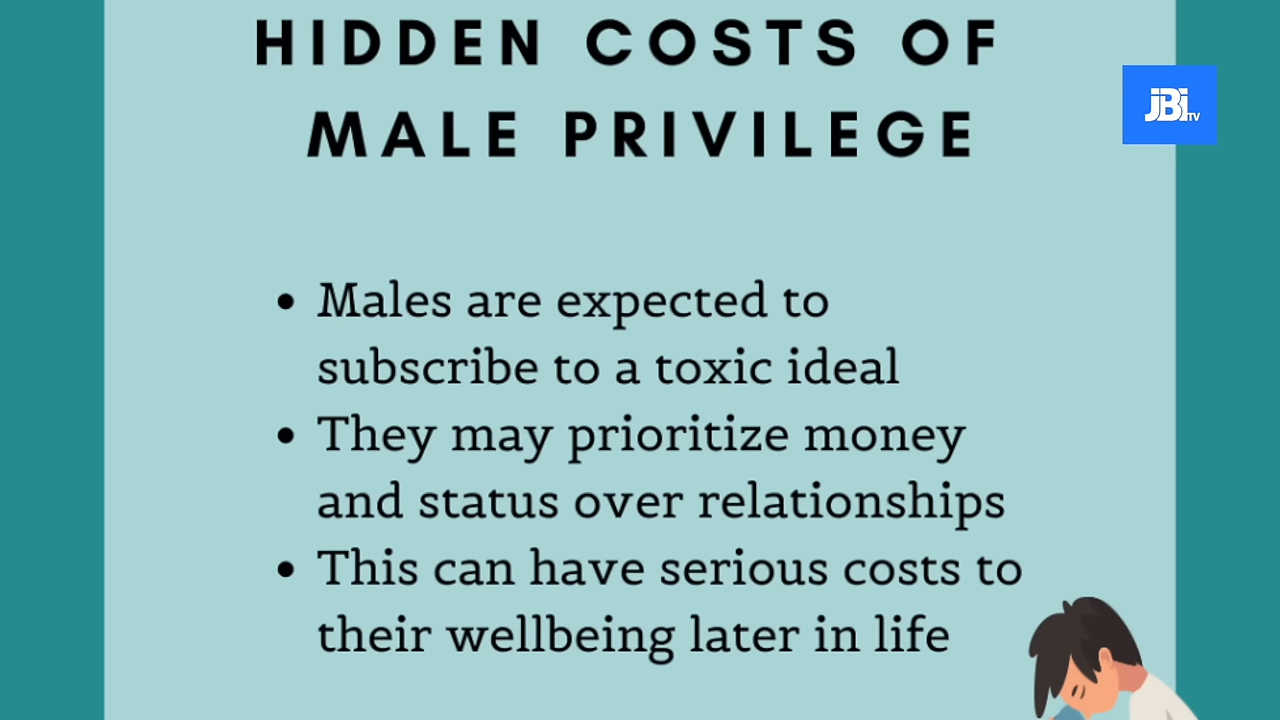 HIDDEN COSTS OF
MALE PRIVILEGE
JBi TV
• Males are expected to
subscribe to a toxic ideal
• They may prioritize money
and status over relationships
• This can have serious costs to
their wellbeing later in life